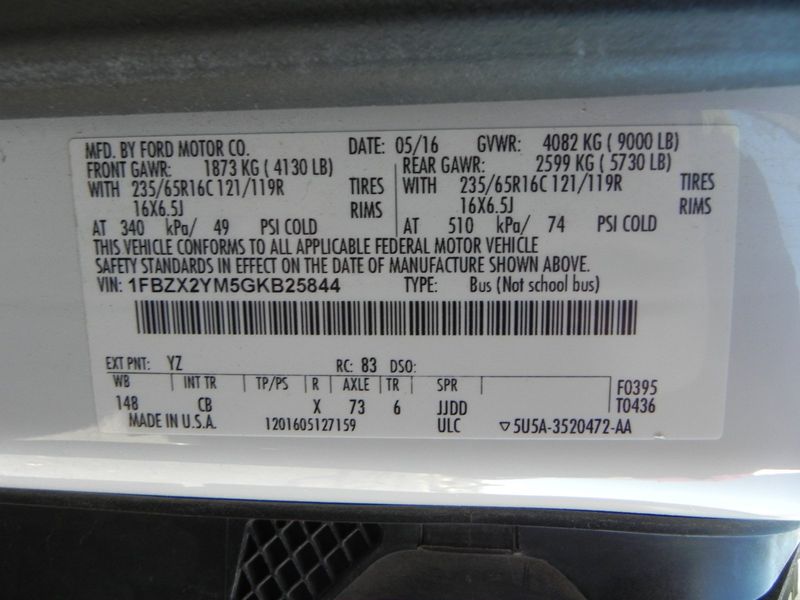 MFD. BY FORD MOTOR CO. DATE: 05/16 GVWR: 4082 KG ( 9000 LB)
FRONT GAWR: 1873 KG ( 4130 LB) REAR GAWR: 2599 KG ( 5730 LB)
WITH 235/65R16C 121/119R TIRES WITH 235/65R16C 121/119R TIRES
16X6.5J RIMS 16X6.5J RIMS
AT 340 kPa/ 49 PSI COLD AT 510 kPa/ 74 PSI COLD
THIS VEHICLE CONFORMS TO ALL APPLICABLE FEDERAL MOTOR VEHICLE
SAFETY STANDARDS IN EFFECT ON THE DATE OF MANUFACTURE SHOWN ABOVE.
VIN: 1FBZX2YM5GKB25844 TYPE: Bus (Not school bus)
EXT PNT: YZ RC: 83 DSO:
WB INT TR TP/PS R AXLE TR SPR F0395
148 CB X 73 6 JJDD T0436
MADE IN U.S.A. 1201605127159 ULC ▽5U5A-3520472-AA